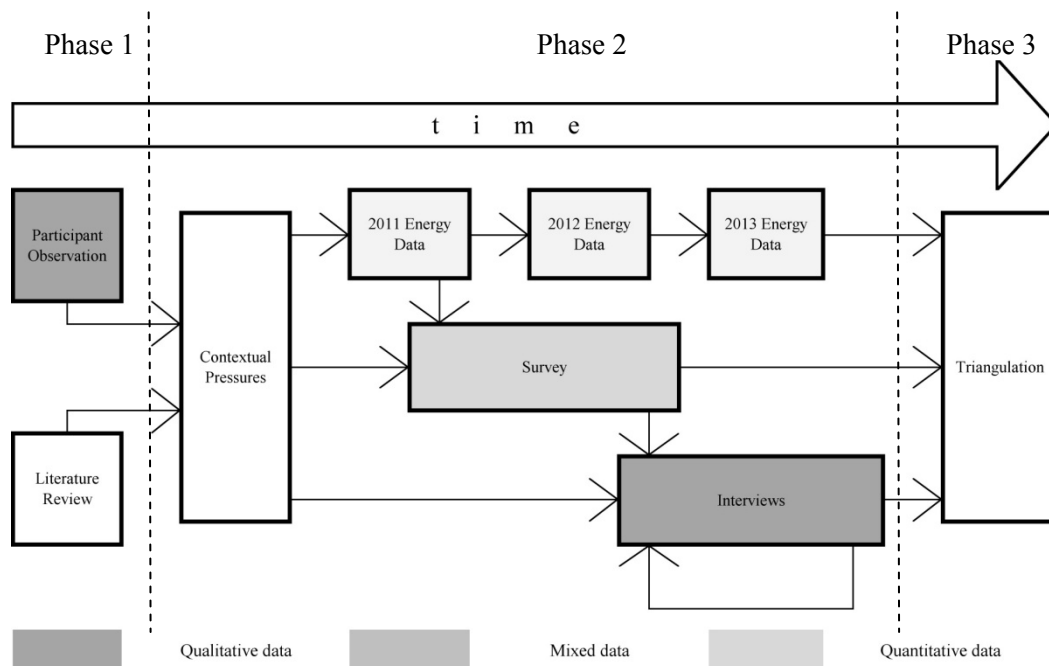 Phase 1
Phase 2
Phase 3
t i m e
Participant
Observation
2011 Energy
Data
2012 Energy
Data
2013 Energy
Data
Contextual
Pressures
Survey
Triangulation
Literature
Review
Interviews
Qualitative data
Mixed data
Quantitative data